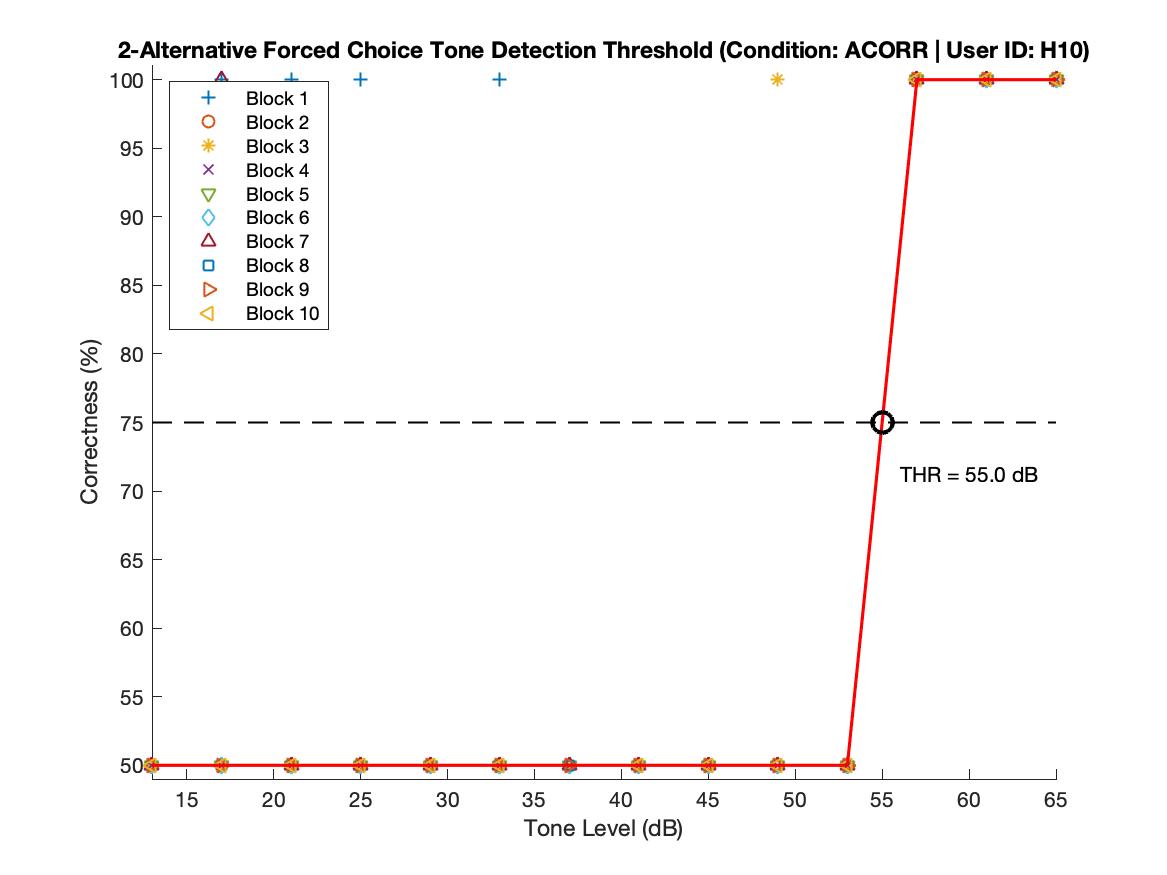 2-Alternative Forced Choice Tone Detection Threshold (Condition: ACORR | User ID: H10)
100
95
90
85
80
75
70
65
60
55
50
Correctness (%)
Block 1
Block 2
Block 3
Block 4
Block 5
Block 6
Block 7
Block 8
Block 9
Block 10
THR = 55.0 dB
15 20 25 30 35 40 45 50 55 60 65
Tone Level (dB)